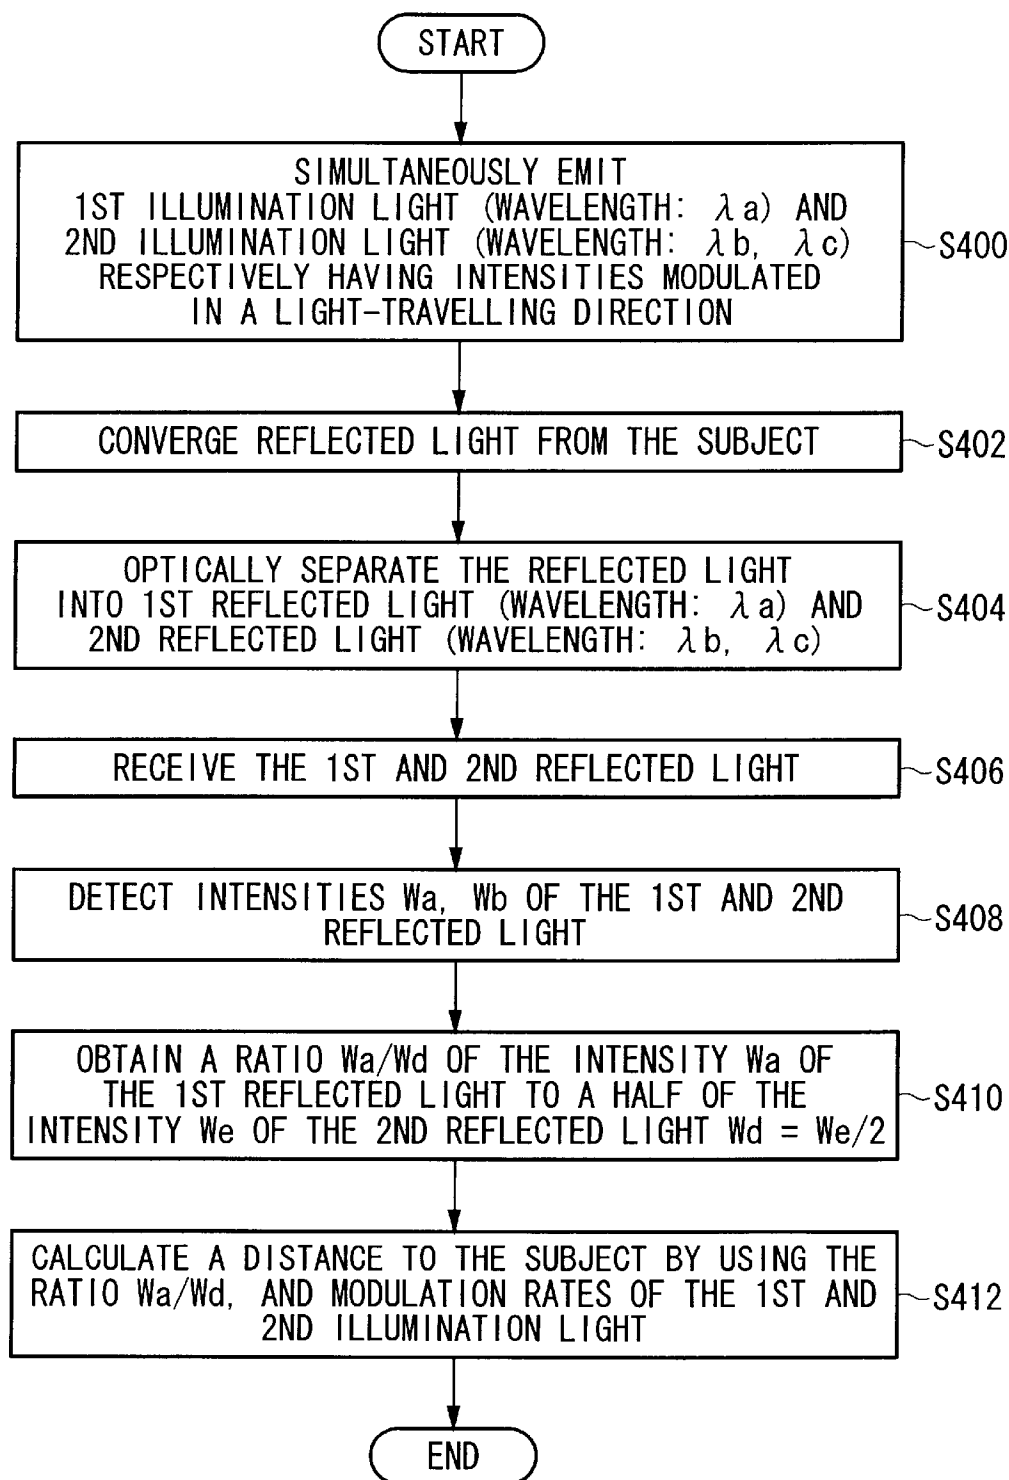 START
SIMULTANEOUSLY EMIT
1ST ILLUMINATION LIGHT (WAVELENGTH: λa) AND
2ND ILLUMINATION LIGHT (WAVELENGTH: λb, λc)
RESPECTIVELY HAVING INTENSITIES MODULATED
IN A LIGHT-TRAVELLING DIRECTION
S400
CONVERGE REFLECTED LIGHT FROM THE SUBJECT
S402
OPTICALLY SEPARATE THE REFLECTED LIGHT
INTO 1ST REFLECTED LIGHT (WAVELENGTH: λa) AND
2ND REFLECTED LIGHT (WAVELENGTH: λb, λc)
S404
RECEIVE THE 1ST AND 2ND REFLECTED LIGHT
S406
DETECT INTENSITIES Wa, Wb OF THE 1ST AND 2ND
REFLECTED LIGHT
S408
OBTAIN A RATIO Wa/Wd OF THE INTENSITY Wa OF
THE 1ST REFLECTED LIGHT TO A HALF OF THE
INTENSITY We OF THE 2ND REFLECTED LIGHT Wd = We/2
S410
CALCULATE A DISTANCE TO THE SUBJECT BY USING THE
RATIO Wa/Wd, AND MODULATION RATES OF THE 1ST AND
2ND ILLUMINATION LIGHT
S412
END